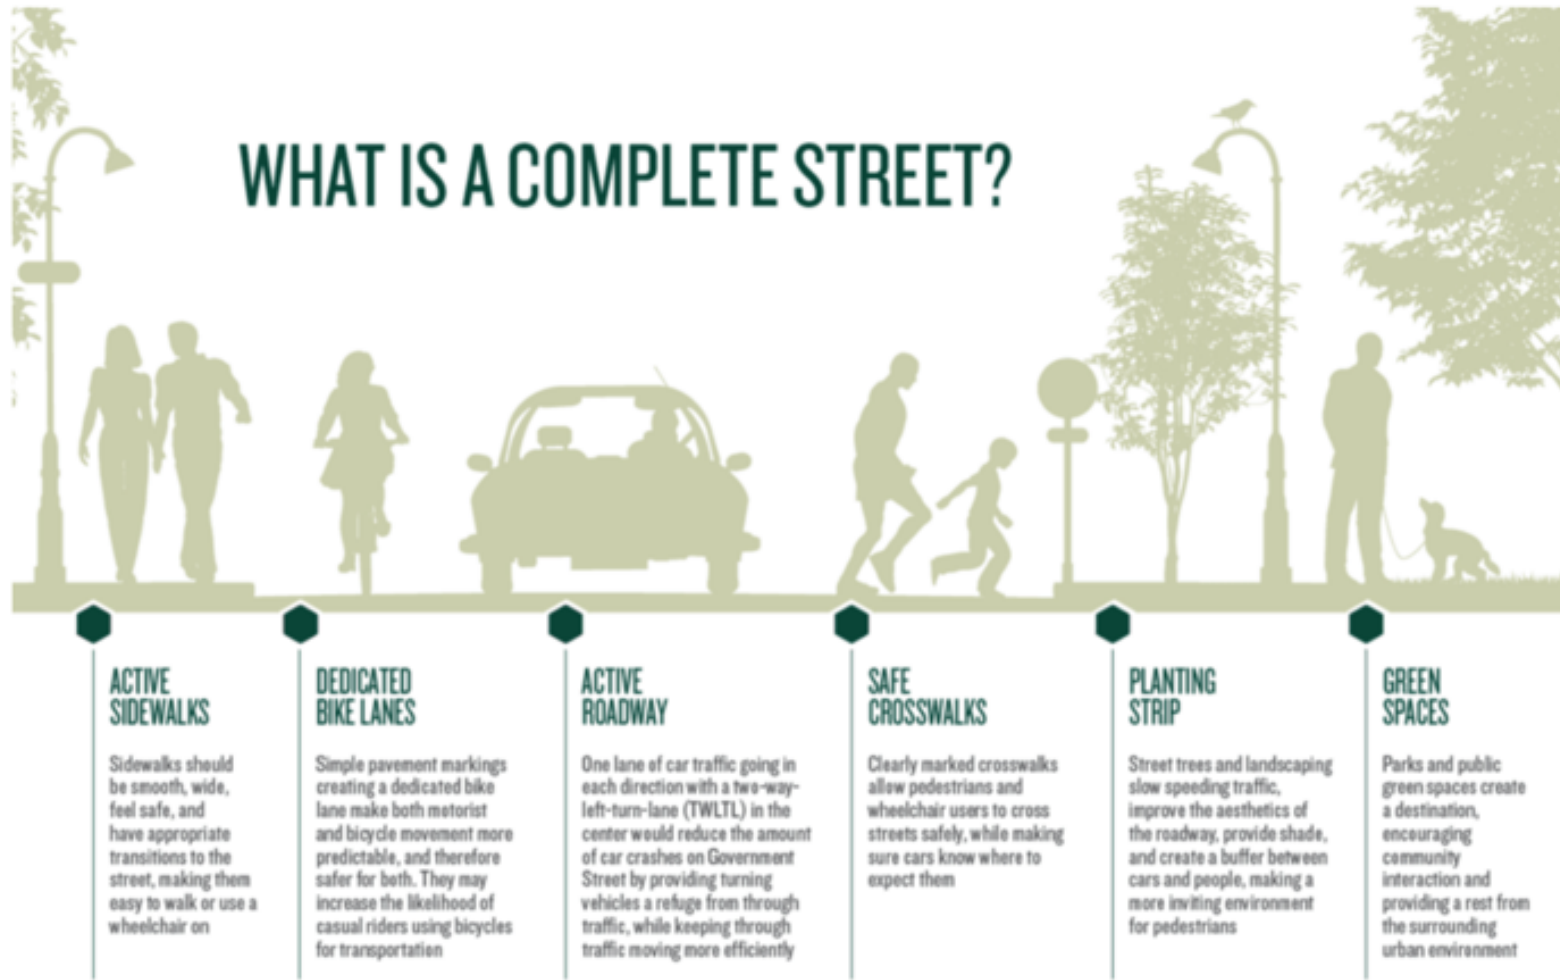 WHAT IS A COMPLETE STREET?
ACTIVE
SIDEWALKS
Sidewalks should
be smooth, wide,
feel safe, and
have appropriate
transitions to the
street, making them
easy to walk or use a
wheelchair on
DEDICATED
BIKE LANES
Simple pavement markings
creating a dedicated bike
lane make both motorist
and bicycle movement more
predictable, and therefore
safer for both. They may
increase the likelihood of
casual riders using bicycles
for transportation
ACTIVE
ROADWAY
One lane of car traffic going in
each direction with a two-way-
left-turn-lane (TWLTL) in the
center would reduce the amount
of car crashes on Government
Street by providing turning
vehicles a refuge from through
traffic, while keeping through
traffic moving more efficiently
SAFE
CROSSWALKS
Clearly marked crosswalks
allow pedestrians and
wheelchair users to cross
streets safely, while making
sure cars know where to
expect them
PLANTING
STRIP
Street trees and landscaping
slow speeding traffic,
improve the aesthetics of
the roadway, provide shade,
and create a buffer between
cars and people, making a
more inviting environment
for pedestrians
GREEN
SPACES
Parks and public
green spaces create
a destination,
encouraging
community
interaction and
providing a rest from
the surrounding
urban environment